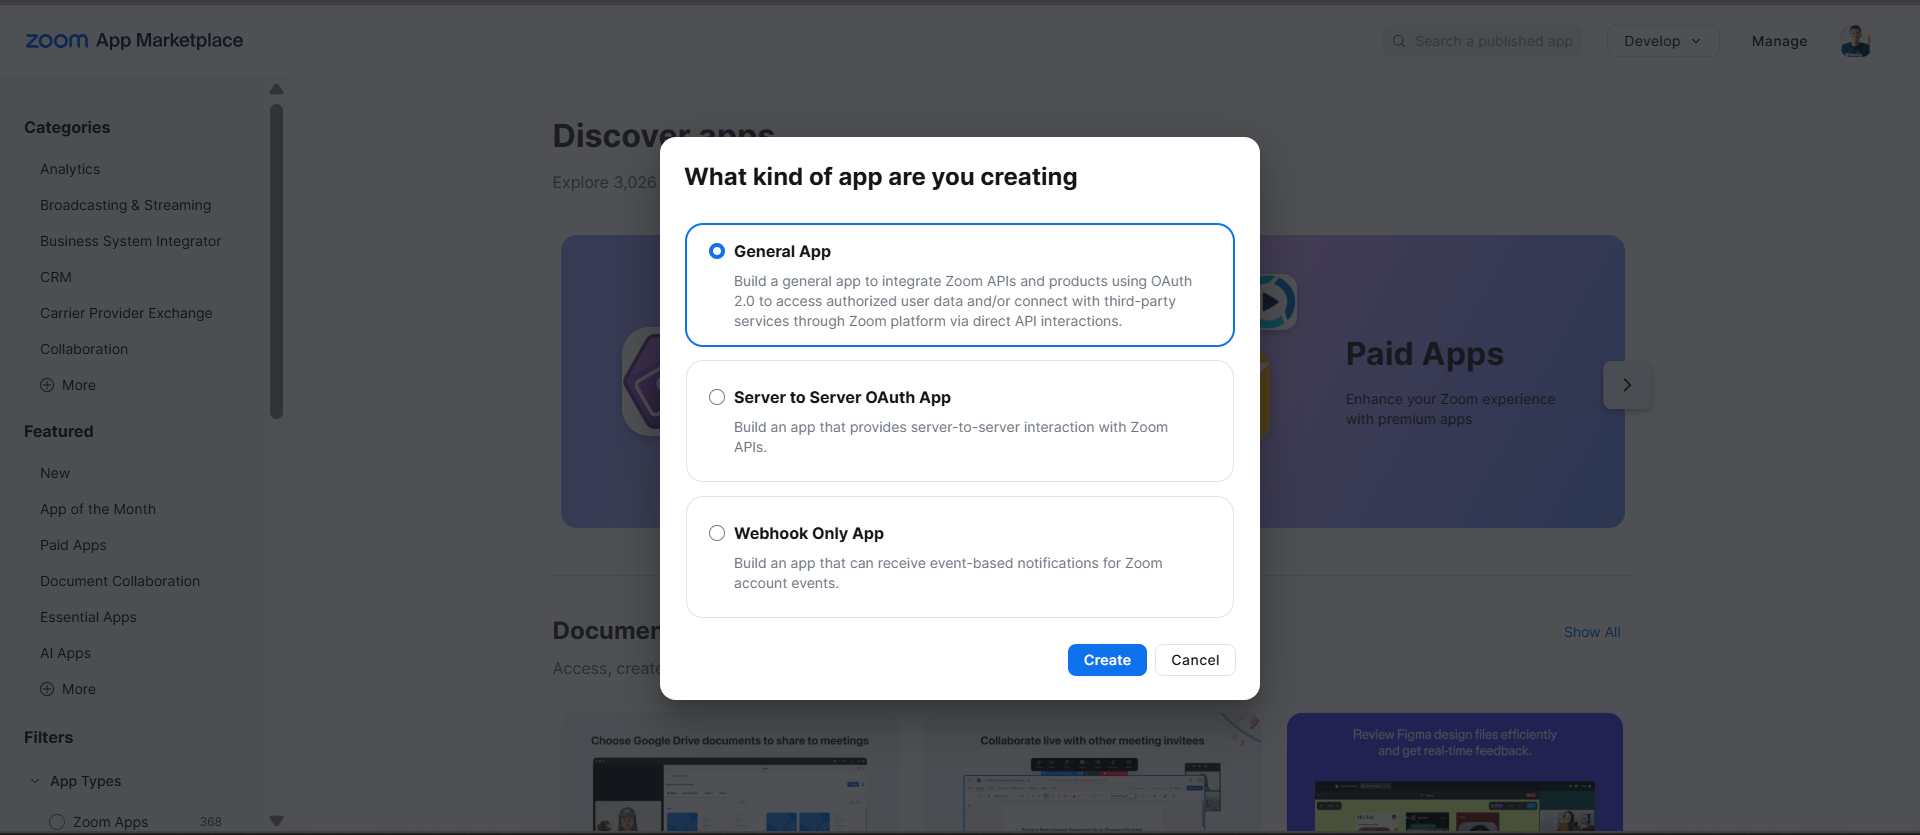 zoom App Marketplace
Search a published app
Develop
Manage
Categories
Analytics
Broadcasting & Streaming
Business System Integrator
CRM
Carrier Provider Exchange
Collaboration
More
Featured
New
App of the Month
Paid Apps
Document Collaboration
Essential Apps
AI Apps
More
Filters
App Types
Zoom Apps 368
Discover apps
Explore 3,026
What kind of app are you creating
General App
Build a general app to integrate Zoom APIs and products using OAuth
2.0 to access authorized user data and/or connect with third-party
services through Zoom platform via direct API interactions.
Server to Server OAuth App
Build an app that provides server-to-server interaction with Zoom
APIs.
Webhook Only App
Build an app that can receive event-based notifications for Zoom
account events.
Create
Cancel
Paid Apps
Enhance your Zoom experience
with premium apps
Show All
Access,
Choose Google Drive documents to share to meetings
Collaborate live with other meeting invitees
Review Figma design files efficiently
and get real-time feedback.